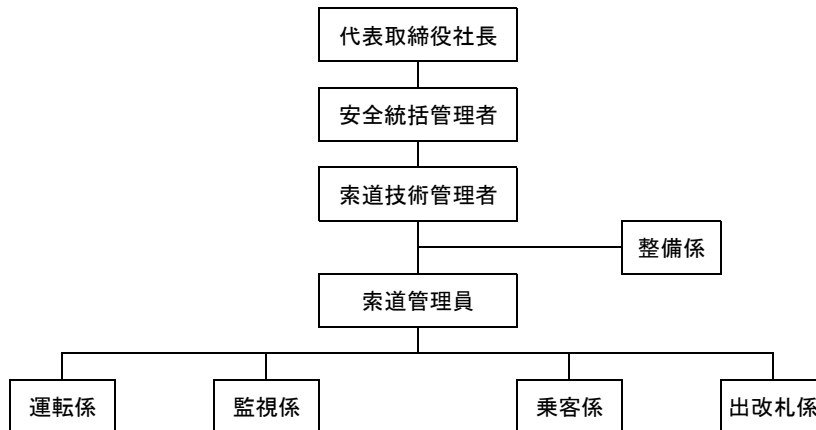 代表取締役社長
安全統括管理者
索道技術管理者
整備係
索道管理員
運転係
監視係
乗客係
出改札係